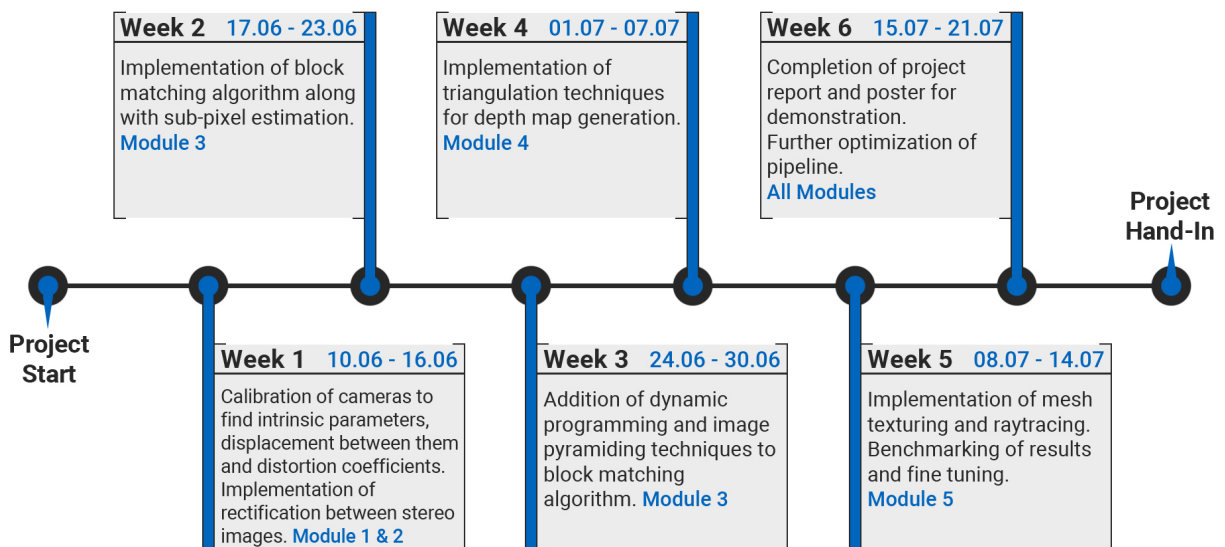 Week 2 17.06 - 23.06
Implementation of block
matching algorithm along
with sub-pixel estimation.
Module 3
Week 4 01.07 - 07.07
Implementation of
triangulation techniques
for depth map generation.
Module 4
Week 6 15.07 - 21.07
Completion of project
report and poster for
demonstration.
Further optimization of
pipeline.
All Modules
Project
Hand-In
Project
Start
Week 1 10.06 - 16.06
Calibration of cameras to
find intrinsic parameters,
displacement between them
and distortion coefficients.
Implementation of
rectification between stereo
images. Module 1 & 2
Week 3 24.06 - 30.06
Addition of dynamic
programming and image
pyramiding techniques to
block matching
algorithm. Module 3
Week 5 08.07 - 14.07
Implementation of mesh
texturing and raytracing.
Benchmarking of results
and fine tuning.
Module 5